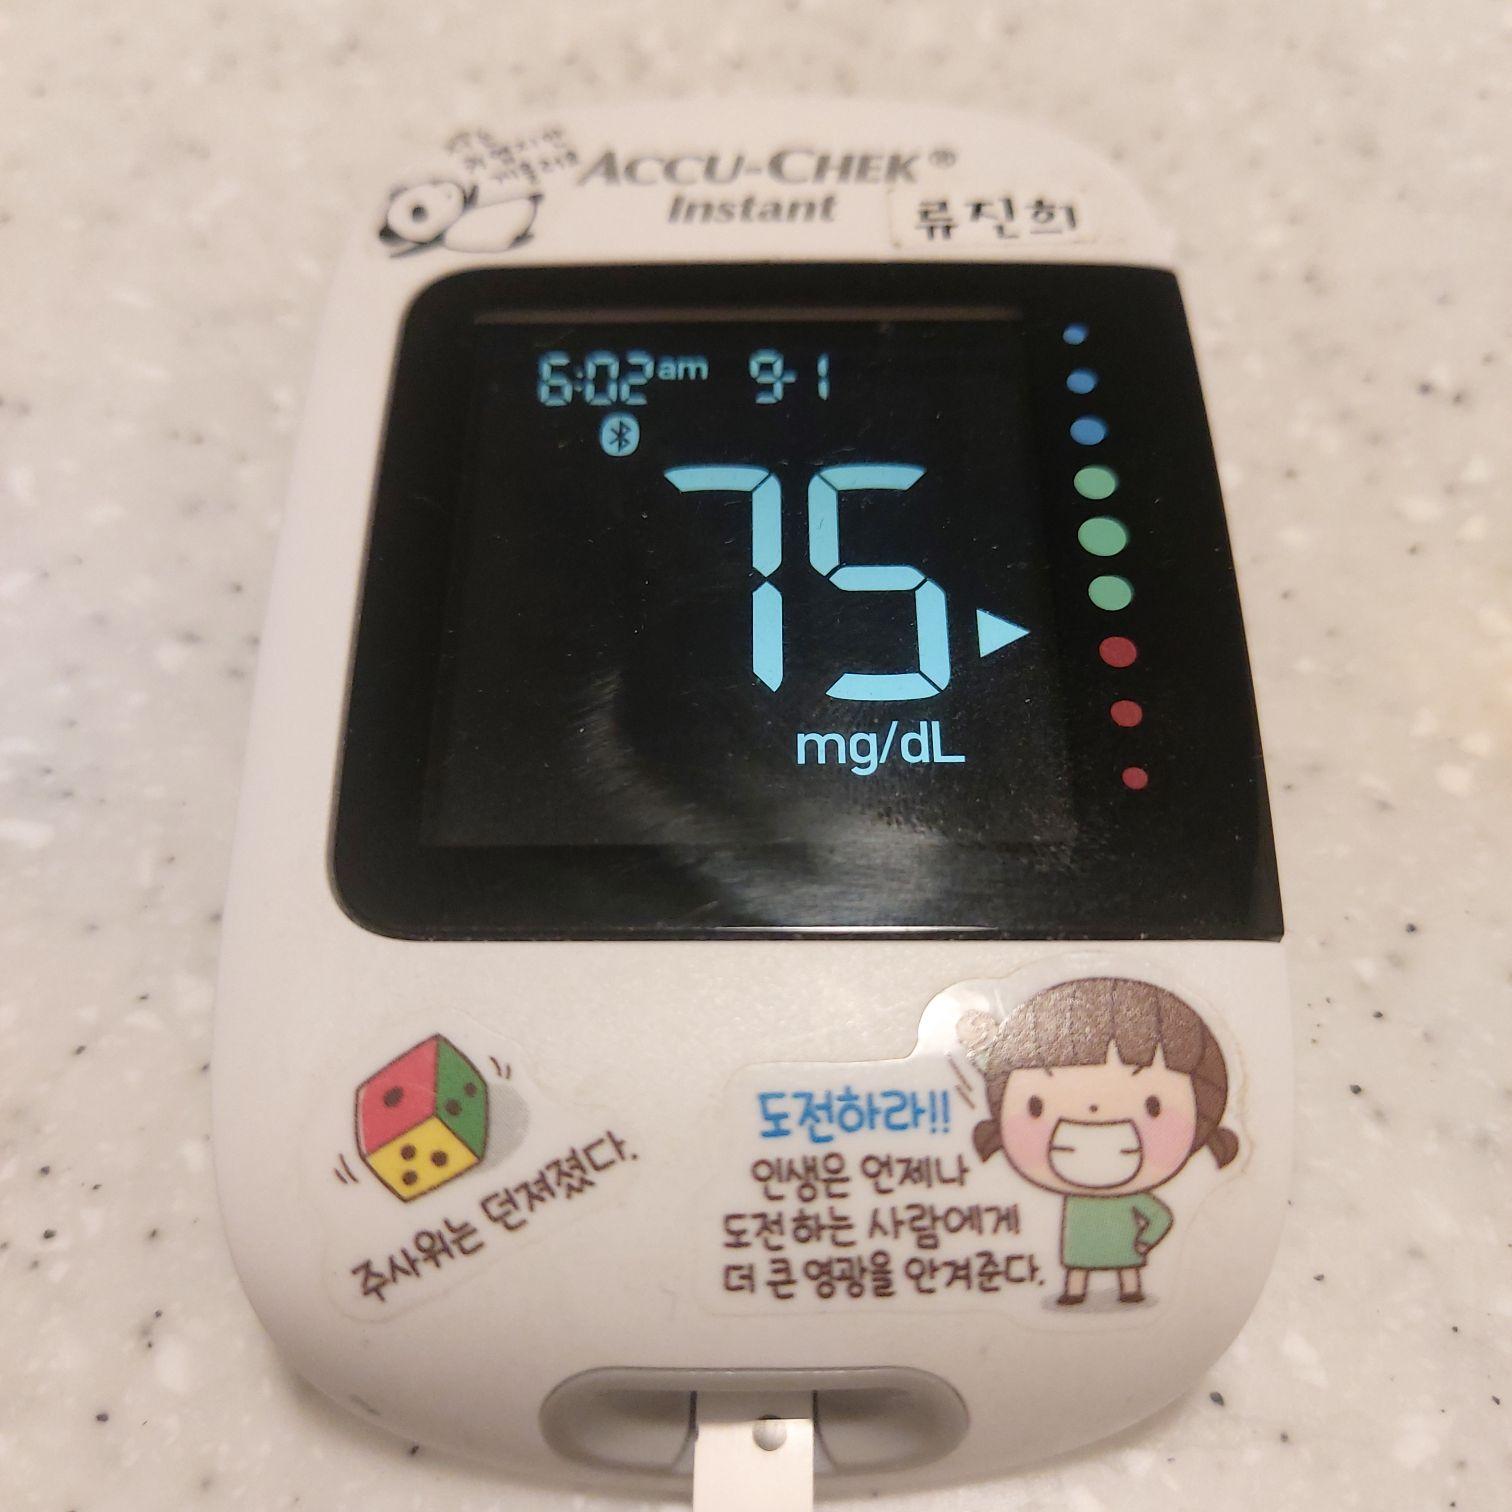 ACCU-CHEK®
Instant
류진희
6:02am 9-1
75
mg/dL
주사위는 던져졌다.
도전하라!!
인생은 언제나
도전하는 사람에게
더 큰 영광을 안겨준다.